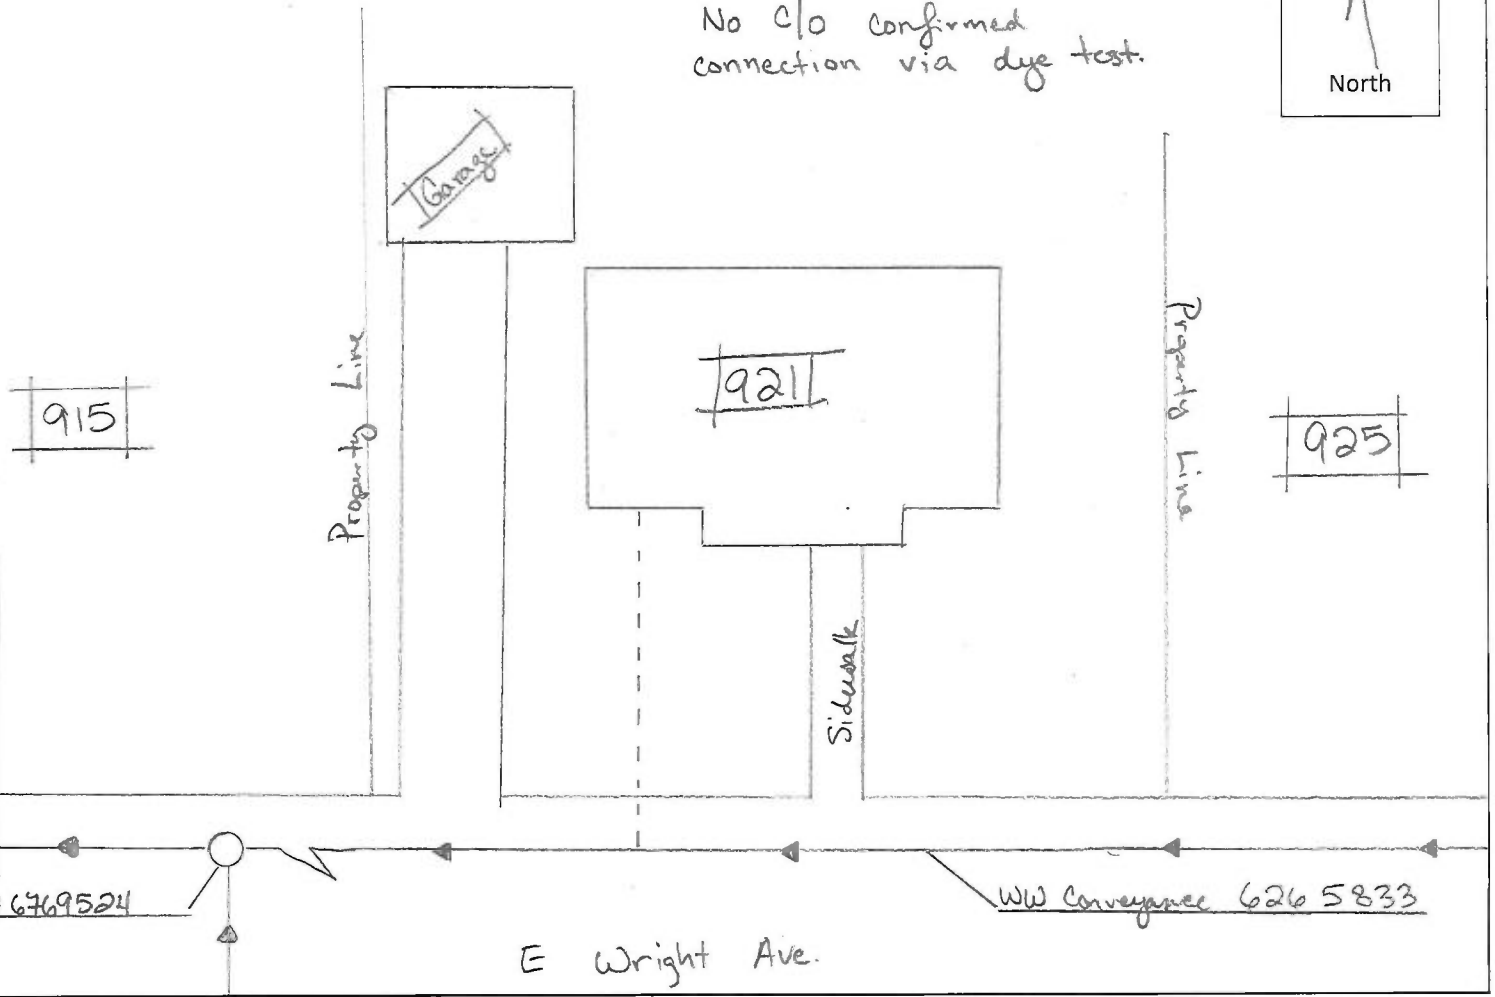 No C/O confirmed
connection via dye test.
North
Garage
Property Line
Property Line
921
915
925
Sidewalk
6769524
WW Conveyance 6265833
E Wright Ave.